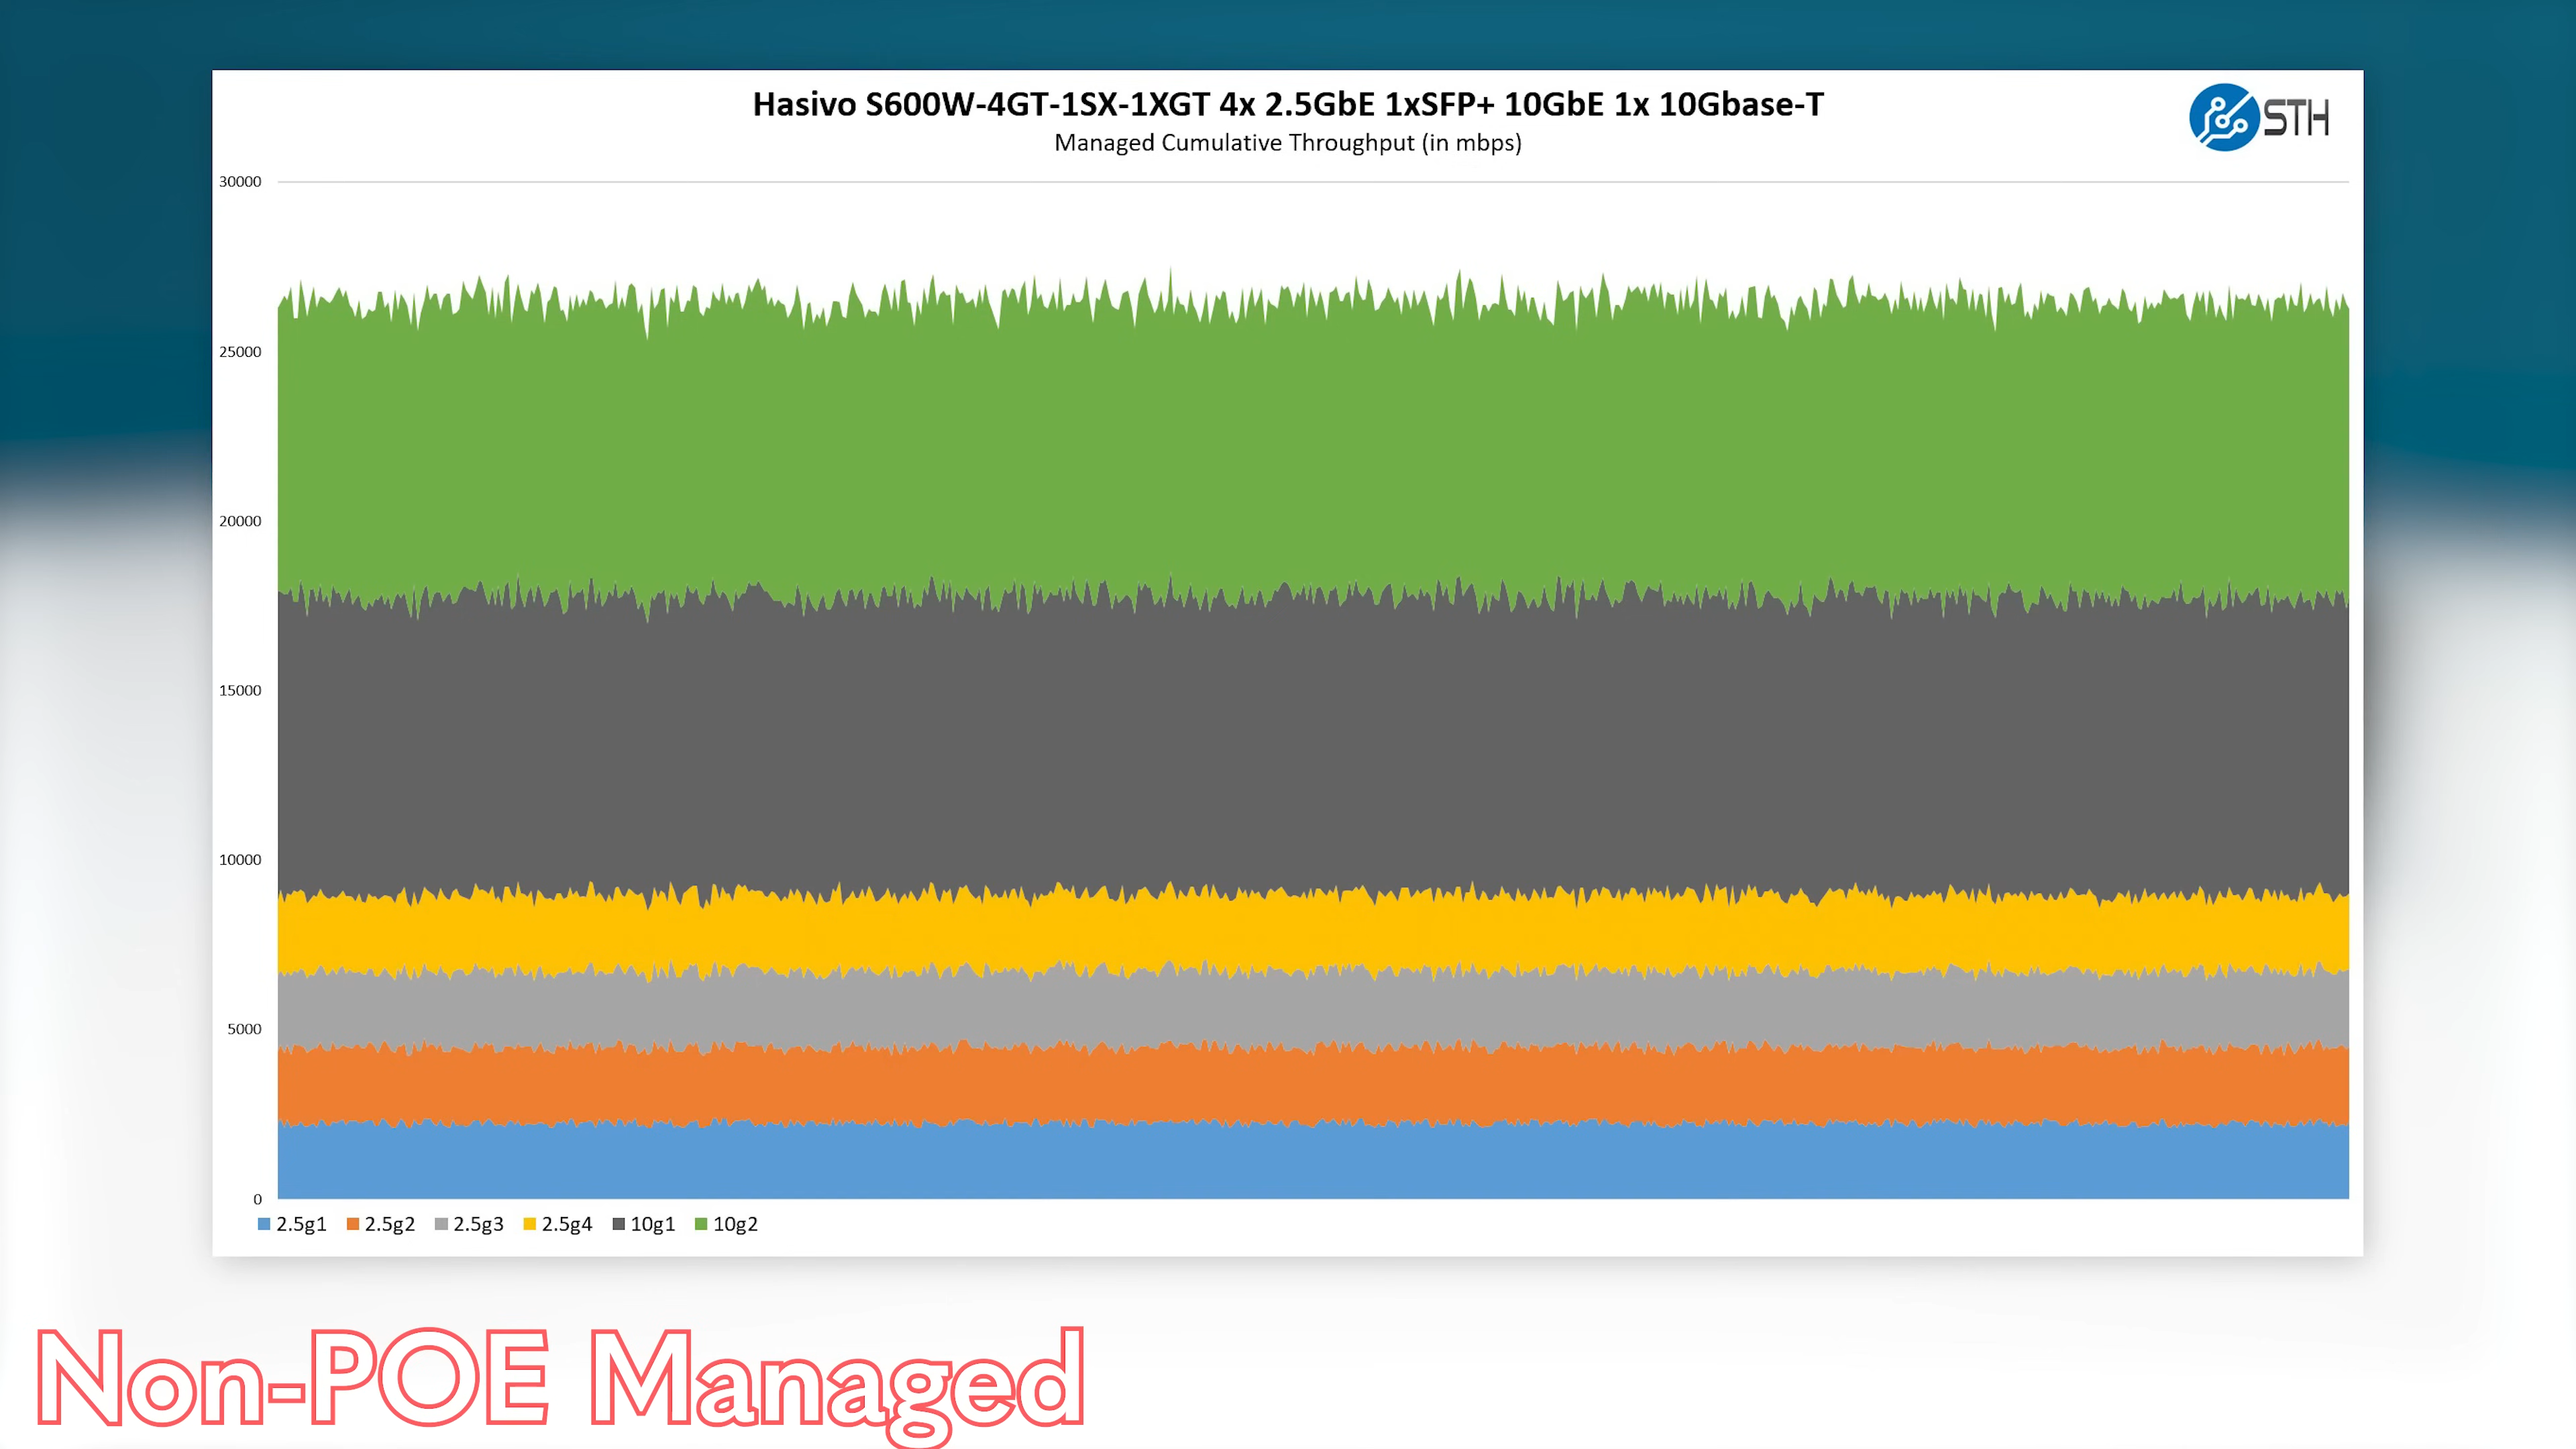 Hasivo S600W-4GT-1SX-1XGT 4x 2.5GbE 1xSFP+ 10GbE 1x 10Gbase-T
Managed Cumulative Throughput (in mbps)
STH
30000
25000
20000
15000
10000
5000
0
2.5g1 2.5g2 2.5g3 2.5g4 10g1 10g2
Non-POE Managed